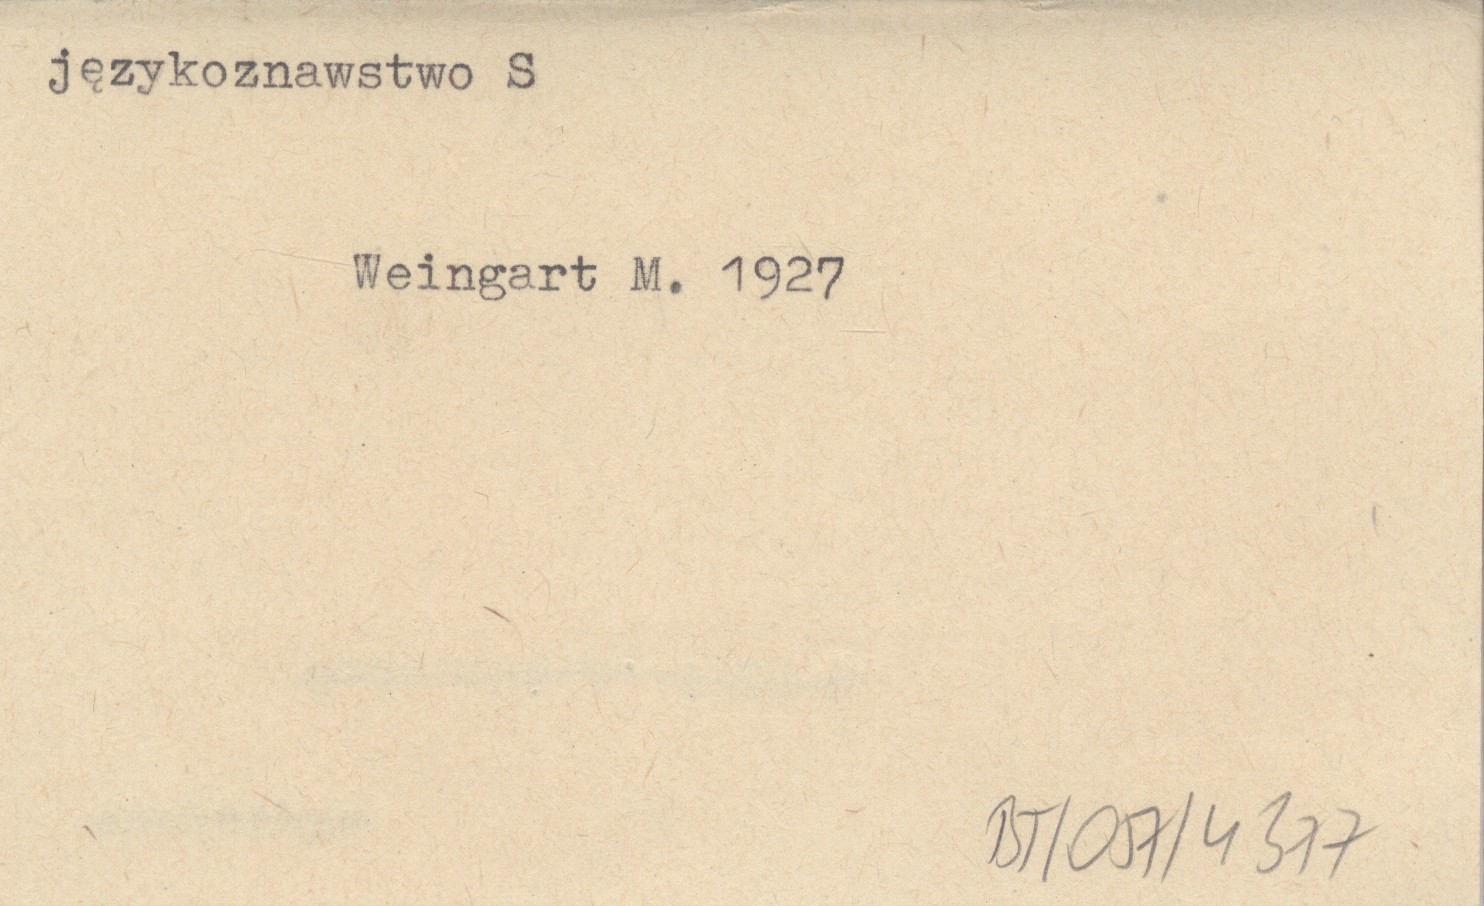 językoznawstwo S
Weingart M. 1927
BT/057/4377